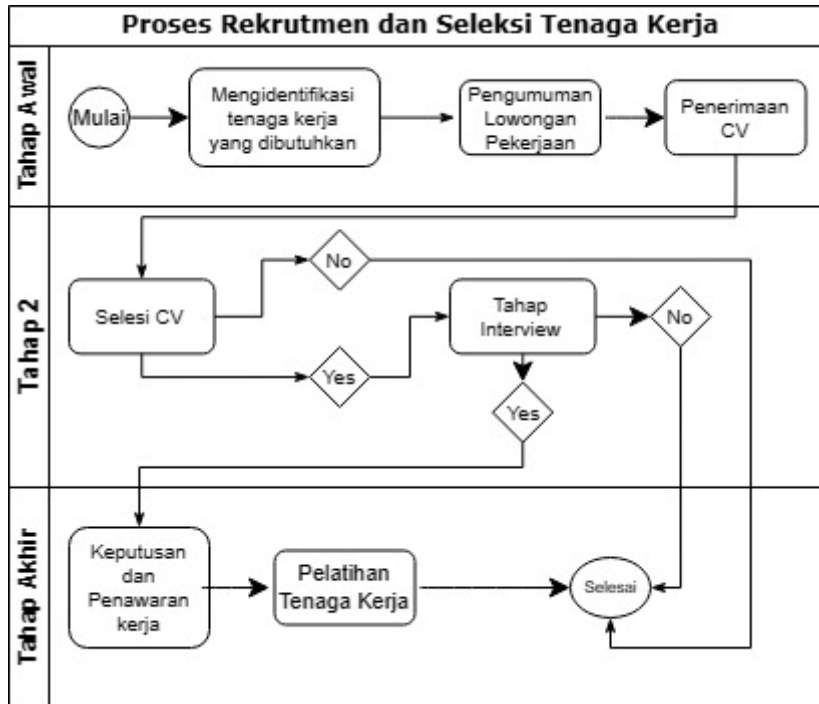 Proses Rekrutmen dan Seleksi Tenaga Kerja
Tahap Awal
Mulai
Mengidentifikasi
tenaga kerja
yang dibutuhkan
Pengumuman
Lowongan
Pekerjaan
Penerimaan
CV
Tahap 2
Selesi CV
No
Yes
Tahap
Interview
No
Yes
Tahap Akhir
Keputusan
dan
Penawaran
kerja
Pelatihan
Tenaga Kerja
Selesai